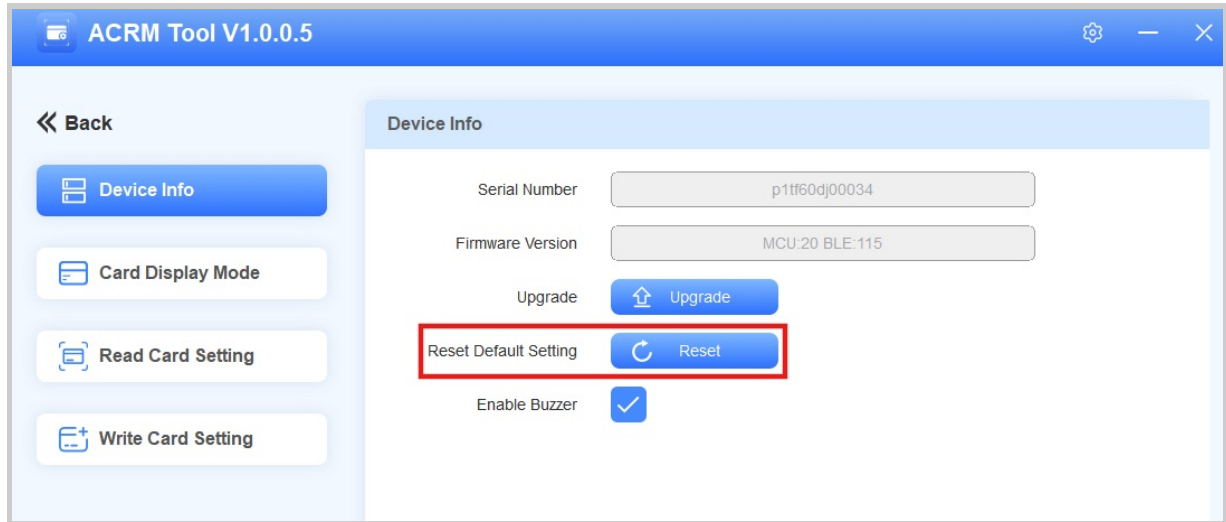 ACRM Tool V1.0.0.5
Back
Device Info
Card Display Mode
Read Card Setting
Write Card Setting
Device Info
Serial Number p1tf60dj00034
Firmware Version MCU:20 BLE:115
Upgrade Upgrade
Reset Default Setting Reset
Enable Buzzer